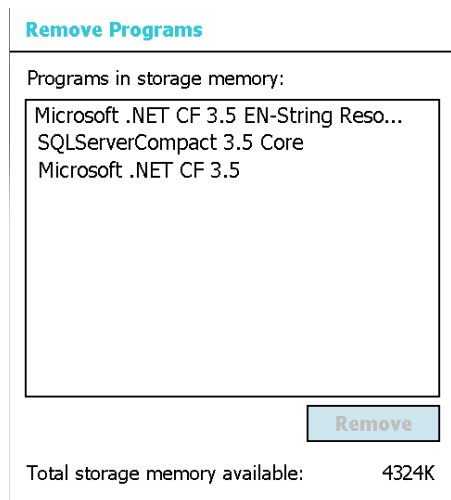 Remove Programs
Programs in storage memory:
Microsoft .NET CF 3.5 EN-String Reso...
SQLServerCompact 3.5 Core
Microsoft .NET CF 3.5
Remove
Total storage memory available: 4324K